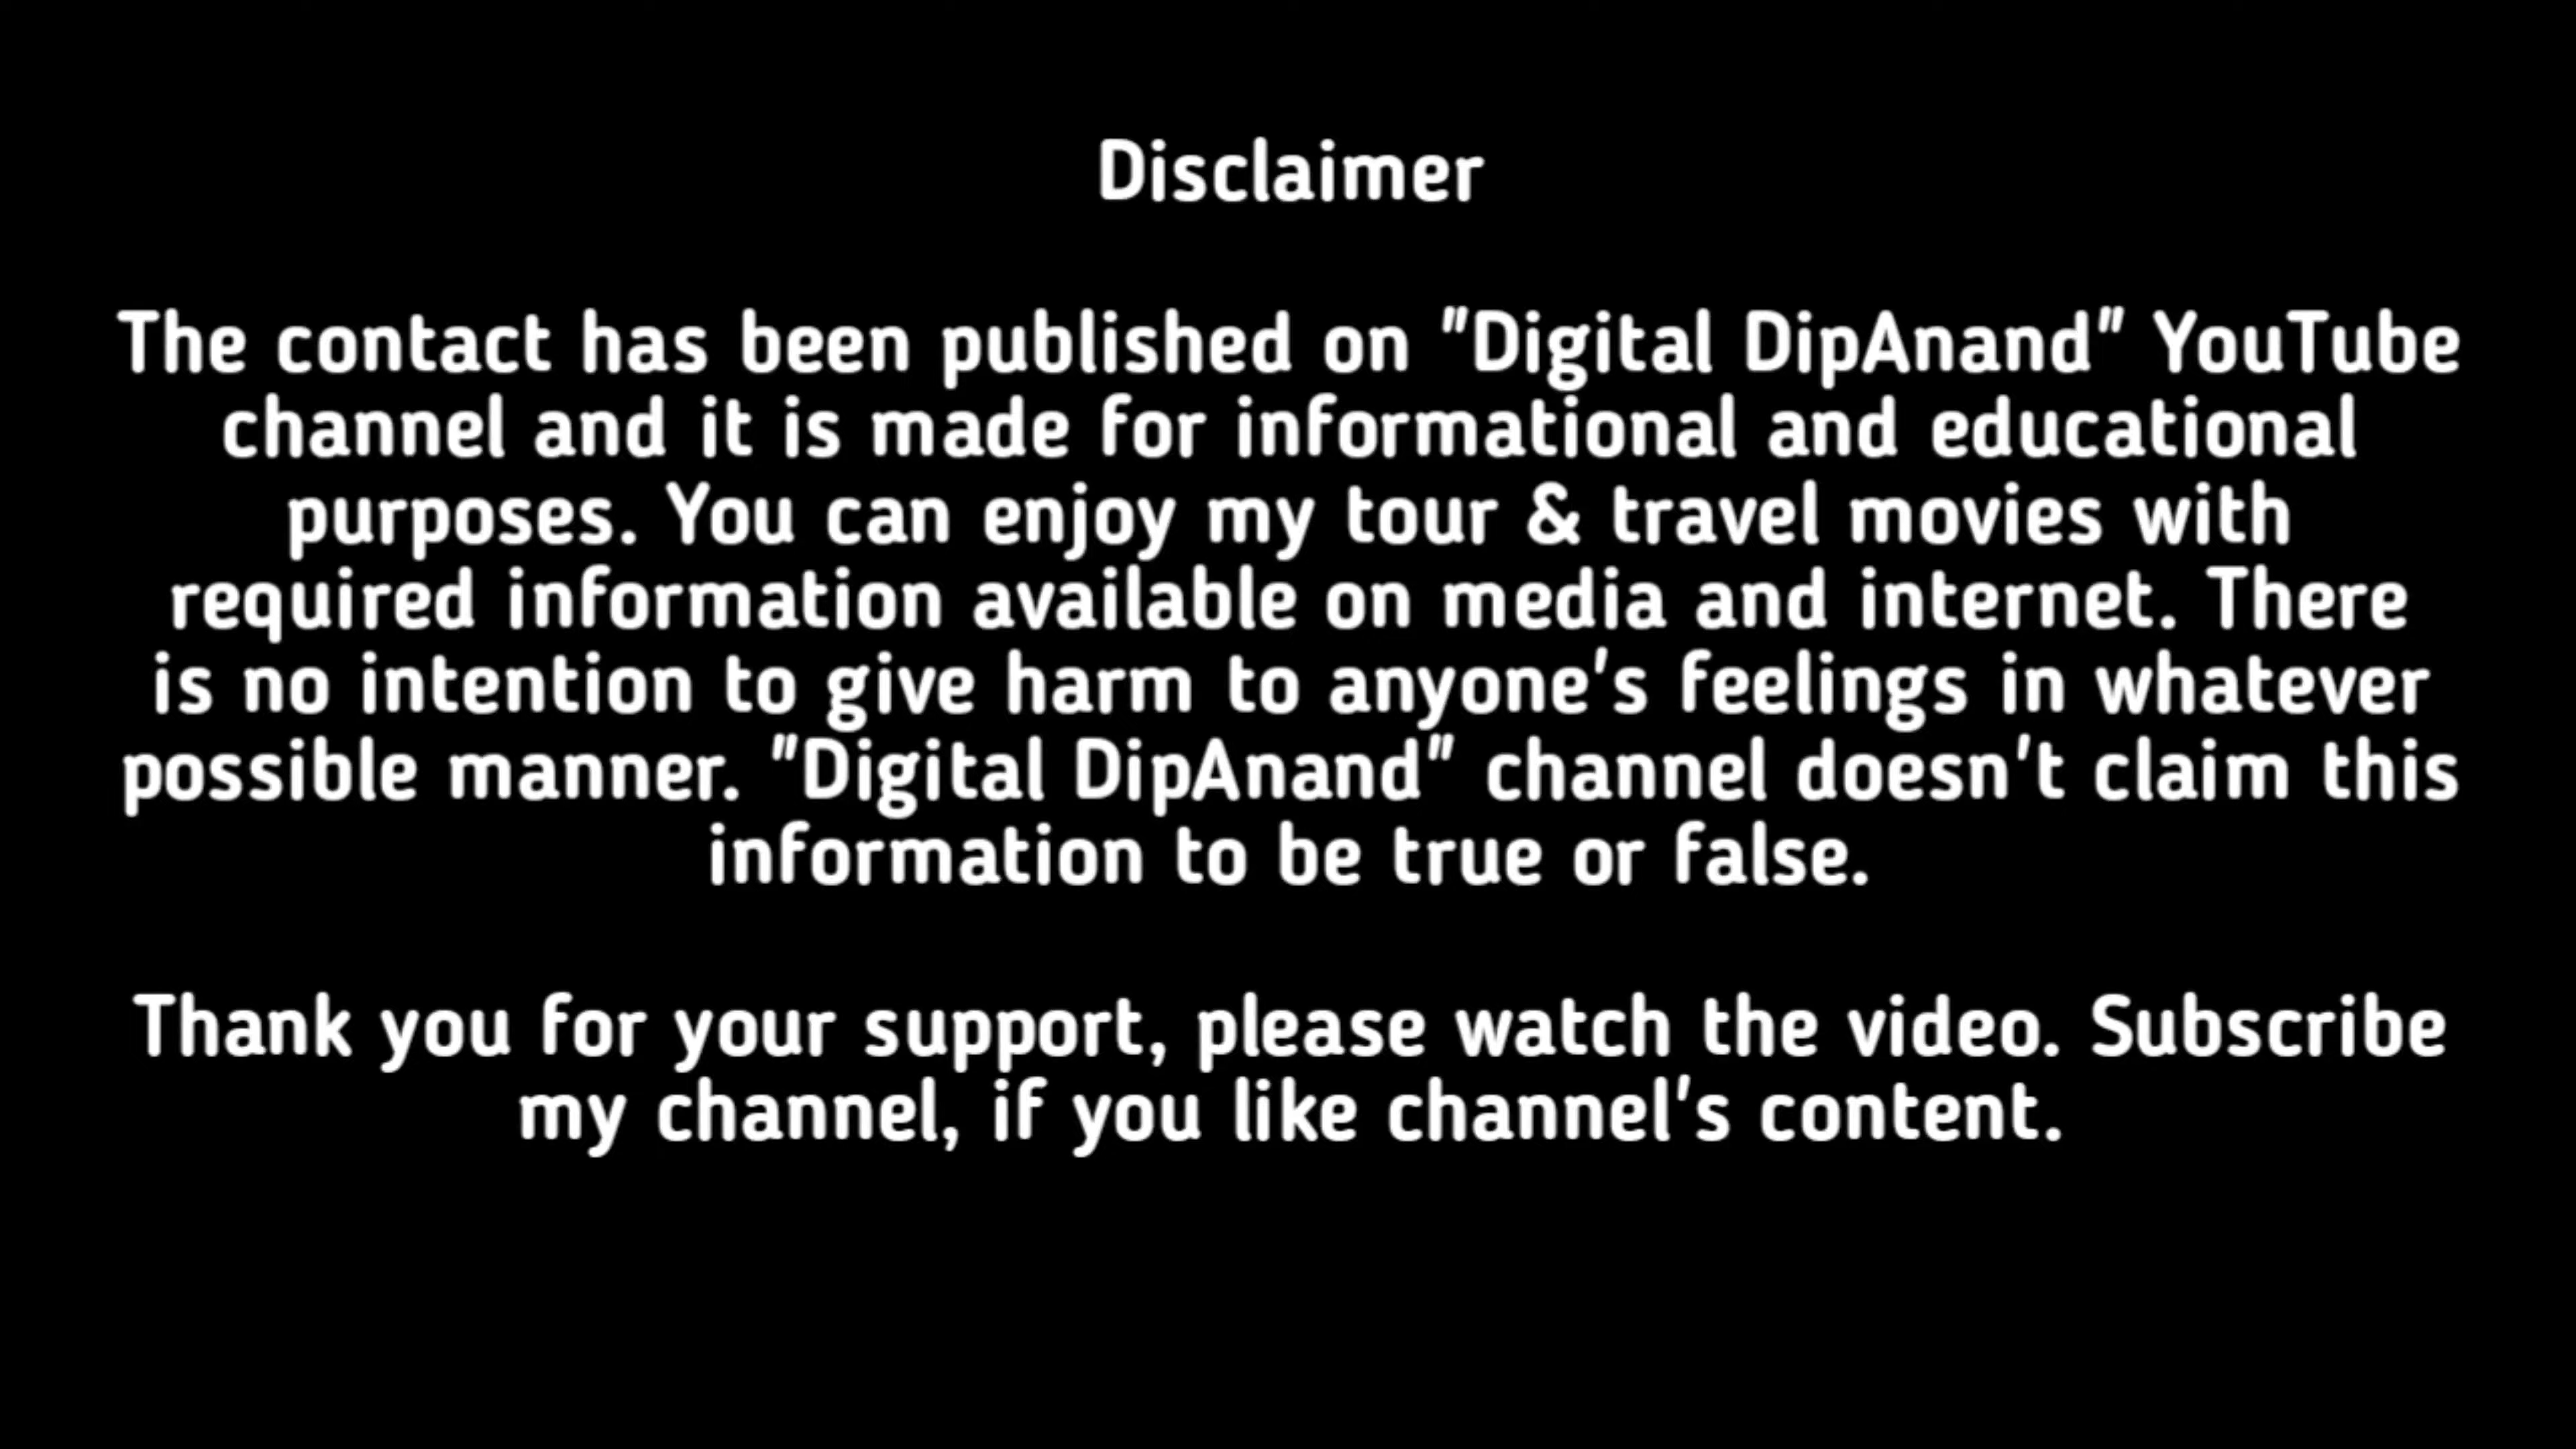 Disclaimer
The contact has been published on "Digital DipAnand" YouTube
channel and it is made for informational and educational
purposes. You can enjoy my tour & travel movies with
required information available on media and internet. There
is no intention to give harm to anyone's feelings in whatever
possible manner. "Digital DipAnand" channel doesn't claim this
information to be true or false.
Thank you for your support, please watch the video. Subscribe
my channel, if you like channel's content.